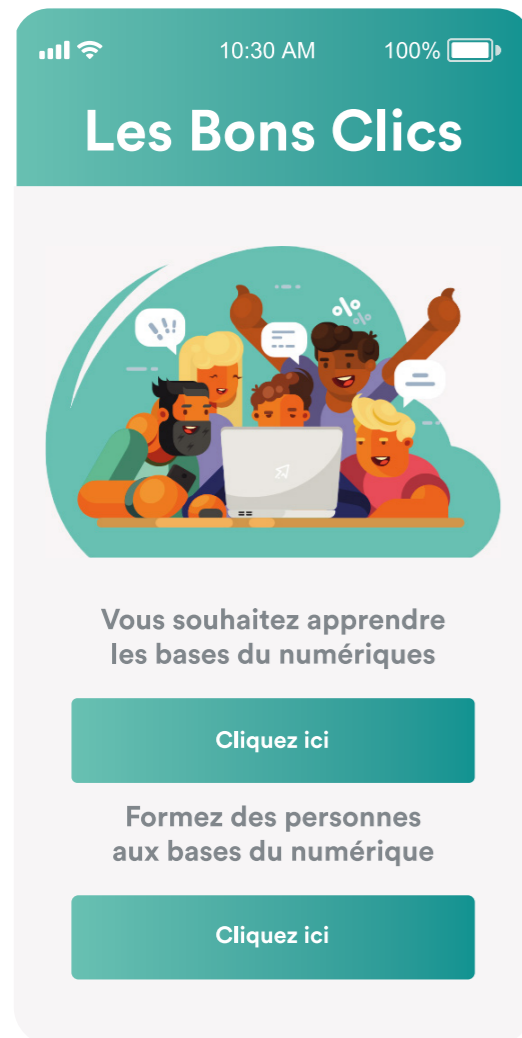 10:30 AM 100%
Les Bons Clics
Vous souhaitez apprendre
les bases du numériques
Cliquez ici
Formez des personnes
aux bases du numérique
Cliquez ici